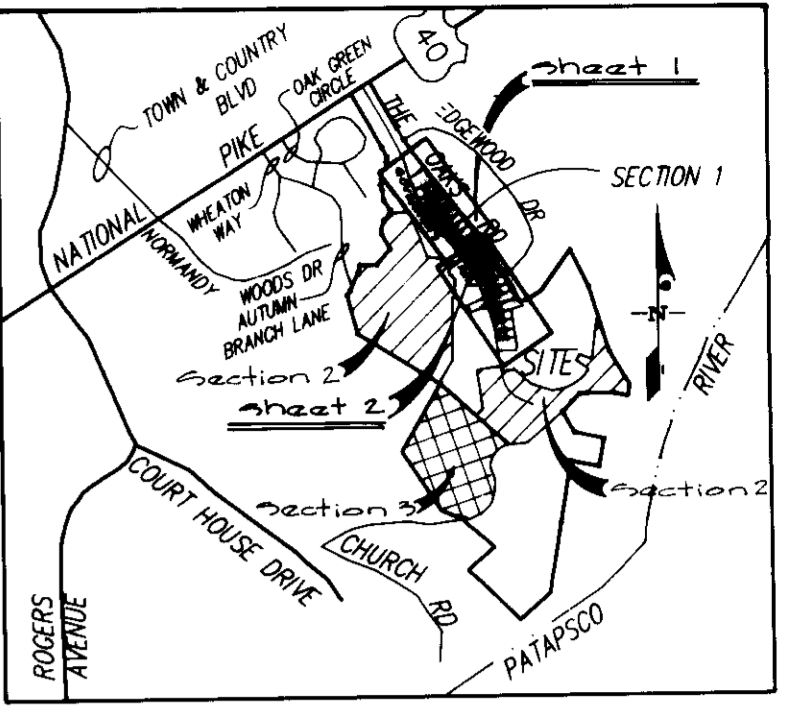 TOWN & COUNTRY
BLVD
OAK GREEN
CIRCLE
40
sheet 1
THE
OAKS RD
EDGEWOOD
DR
SECTION 1
NATIONAL
PIKE
WHEATON
WAY
NORMANDY
WOODS DR
AUTUMN
BRANCH LANE
-N-
RIVER
SITE
section 2
sheet 2
section 2
section 3
COURT HOUSE DRIVE
CHURCH
RD
ROGERS
AVENUE
PATAPSCO